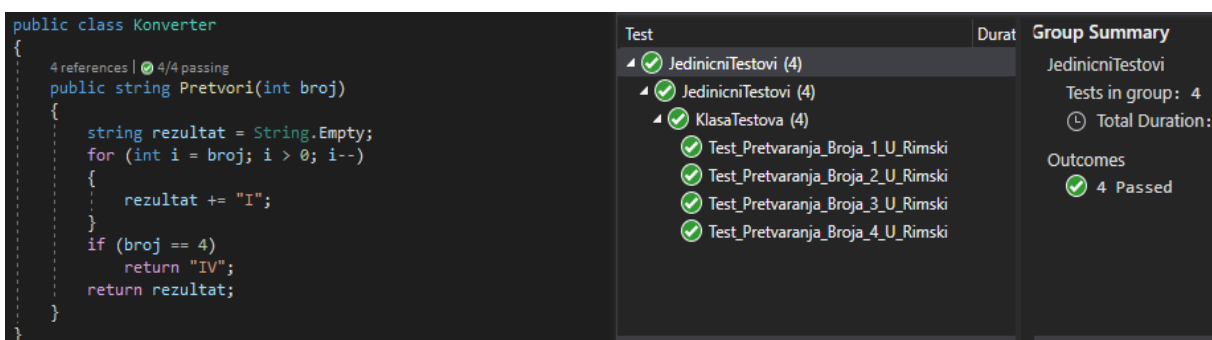 public class Konverter
{
4 references | 4/4 passing
public string Pretvori(int broj)
{
string rezultat = String.Empty;
for (int i = broj; i > 0; i--)
{
rezultat += "I";
}
if (broj == 4)
return "IV";
return rezultat;
}
}
Test Durat
JedinicniTestovi (4)
JedinicniTestovi (4)
KlasaTestova (4)
Test_Pretvaranja_Broja_1_U_Rimski
Test_Pretvaranja_Broja_2_U_Rimski
Test_Pretvaranja_Broja_3_U_Rimski
Test_Pretvaranja_Broja_4_U_Rimski
Group Summary
JedinicniTestovi
Tests in group: 4
Total Duration:
Outcomes
4 Passed